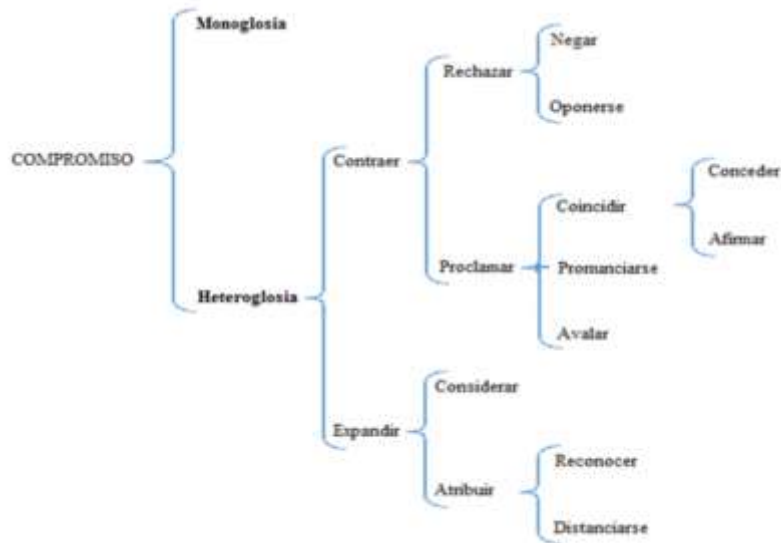 COMPROMISO
Monoglosia
Heteroglosia
Contraer
Rechazar
Negar
Oponerse
Proclamar
Coincidir
Conceder
Afirmar
Pronunciarse
Avalar
Expandir
Considerar
Atribuir
Reconocer
Distanciarse